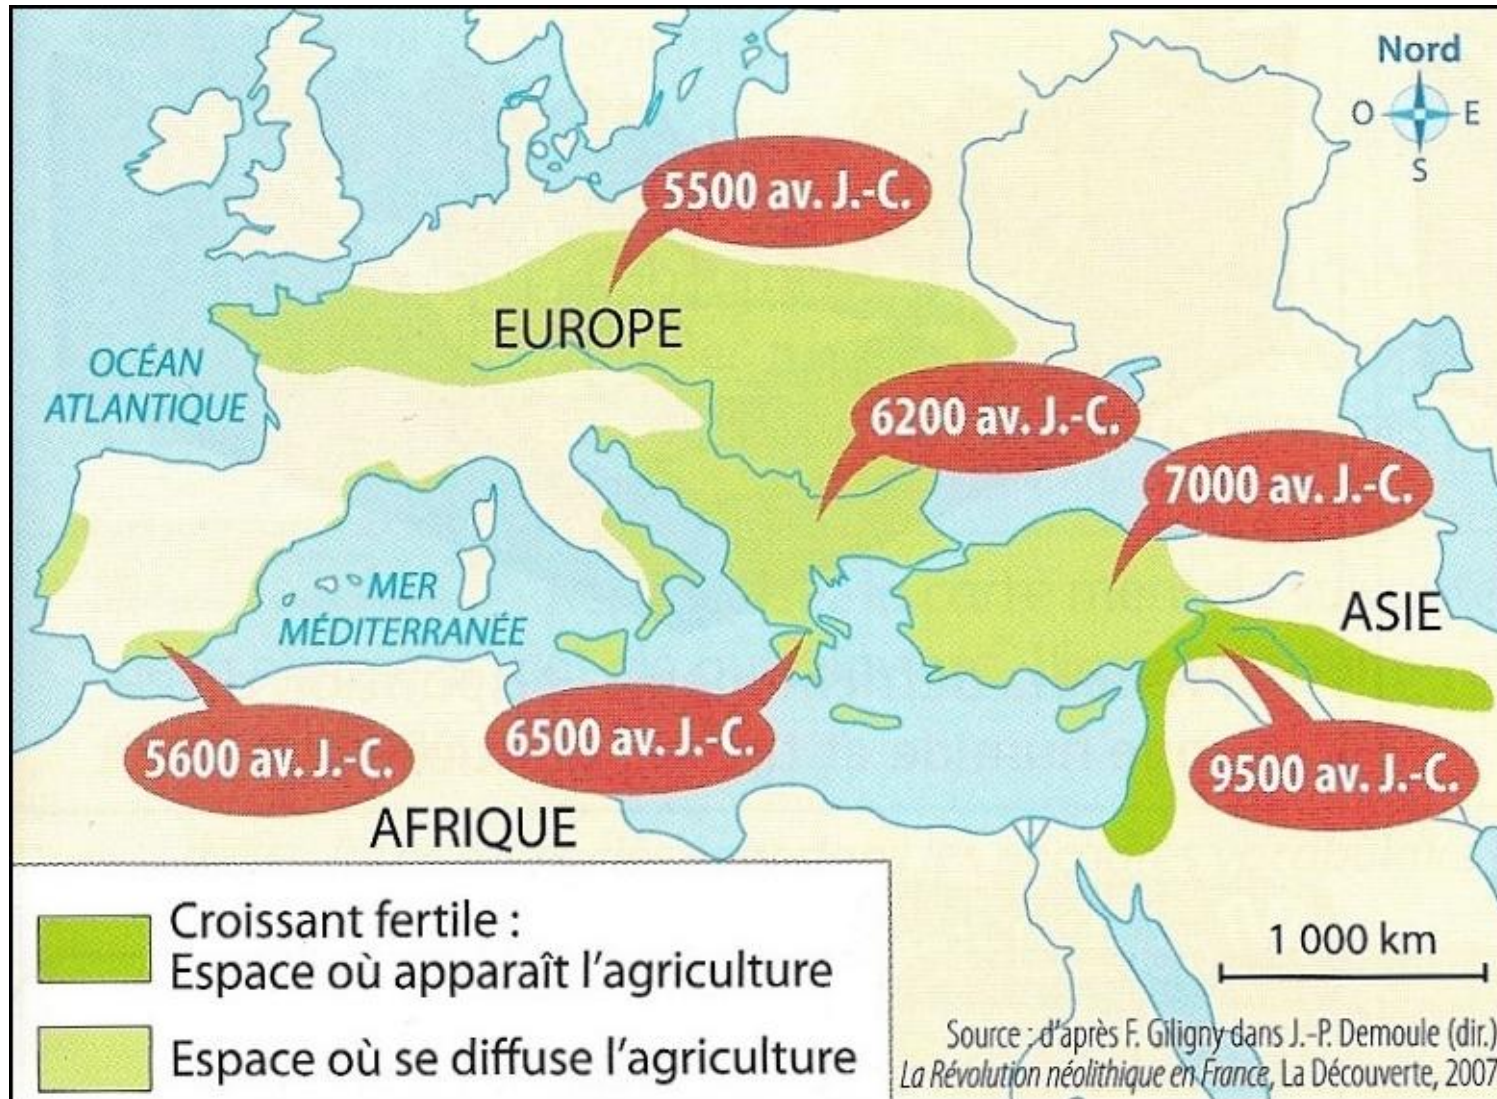 Nord
O
E
S
5500 av. J.-C.
EUROPE
OCÉAN
ATLANTIQUE
6200 av. J.-C.
7000 av. J.-C.
MER
MÉDITERRANÉE
ASIE
6500 av. J.-C.
5600 av. J.-C.
9500 av. J.-C.
AFRIQUE
Croissant fertile :
Espace où apparaît l'agriculture
Espace où se diffuse l'agriculture
1 000 km
Source : d'après F. Giligny dans J.-P. Demoule (dir.)
La Révolution néolithique en France, La Découverte, 2007